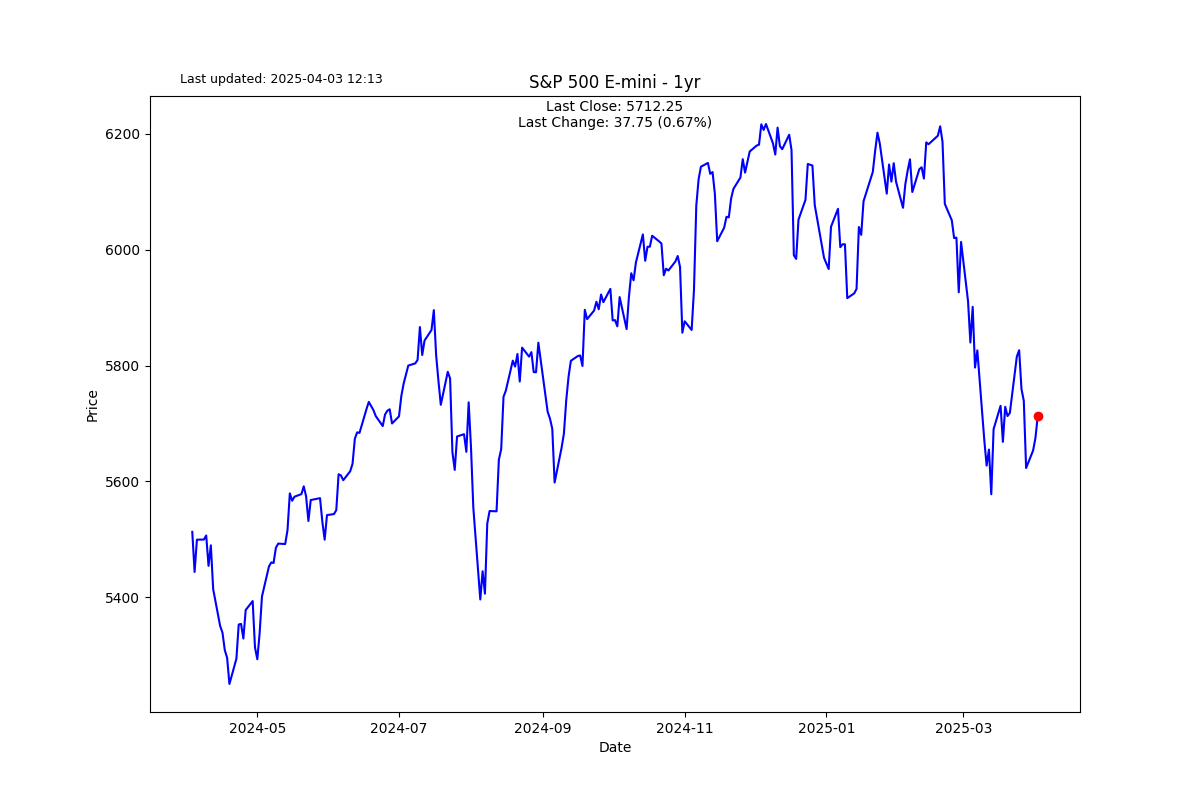 Last updated: 2025-04-03 12:13
S&P 500 E-mini - 1yr
Last Close: 5712.25
Last Change: 37.75 (0.67%)
Price
6200
6000
5800
5600
5400
2024-05
2024-07
2024-09
2024-11
2025-01
2025-03
Date